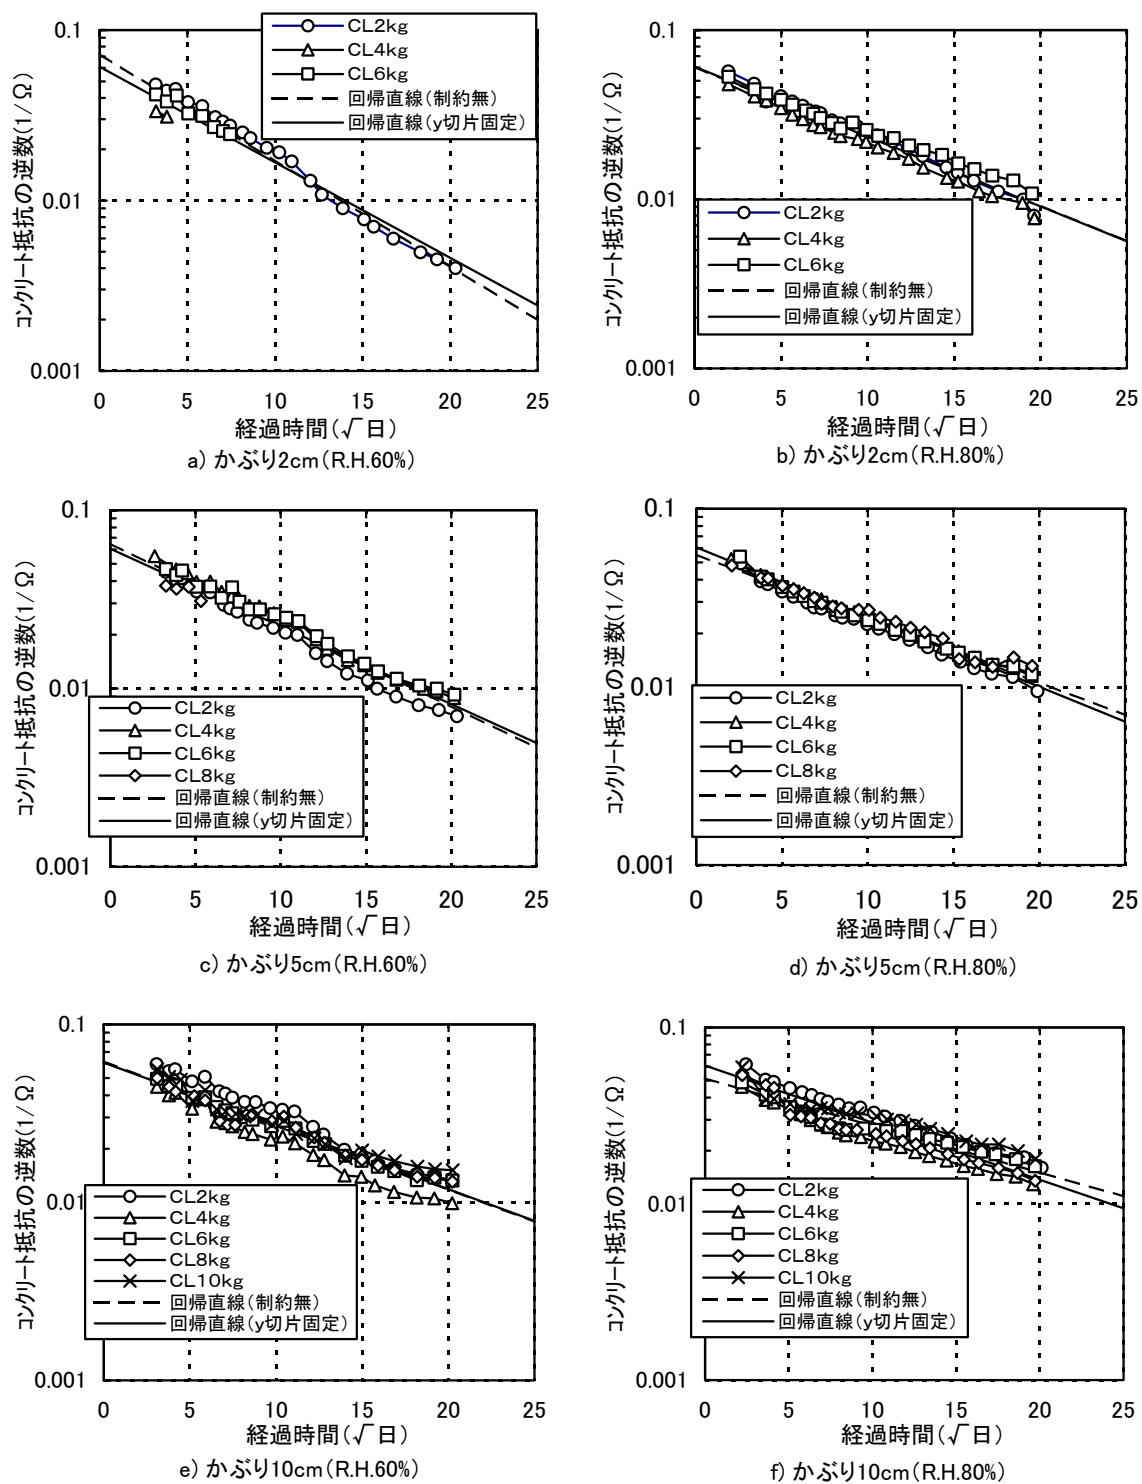 0.1
0.01
0.001
コンクリート抵抗の逆数(1/Ω)
CL2kg
CL4kg
CL6kg
回帰直線(制約無)
回帰直線(y切片固定)
0 5 10 15 20 25
経過時間(√日)
a) かぶり2cm(R.H.60%)
0.1
0.01
0.001
コンクリート抵抗の逆数(1/Ω)
CL2kg
CL4kg
CL6kg
回帰直線(制約無)
回帰直線(y切片固定)
0 5 10 15 20 25
経過時間(√日)
b) かぶり2cm(R.H.80%)
0.1
0.01
0.001
コンクリート抵抗の逆数(1/Ω)
CL2kg
CL4kg
CL6kg
CL8kg
回帰直線(制約無)
回帰直線(y切片固定)
0 5 10 15 20 25
経過時間(√日)
c) かぶり5cm(R.H.60%)
0.1
0.01
0.001
コンクリート抵抗の逆数(1/Ω)
CL2kg
CL4kg
CL6kg
CL8kg
回帰直線(制約無)
回帰直線(y切片固定)
0 5 10 15 20 25
経過時間(√日)
d) かぶり5cm(R.H.80%)
0.1
0.01
0.001
コンクリート抵抗の逆数(1/Ω)
CL2kg
CL4kg
CL6kg
CL8kg
CL10kg
回帰直線(制約無)
回帰直線(y切片固定)
0 5 10 15 20 25
経過時間(√日)
e) かぶり10cm(R.H.60%)
0.1
0.01
0.001
コンクリート抵抗の逆数(1/Ω)
CL2kg
CL4kg
CL6kg
CL8kg
CL10kg
回帰直線(制約無)
回帰直線(y切片固定)
0 5 10 15 20 25
経過時間(√日)
f) かぶり10cm(R.H.80%)